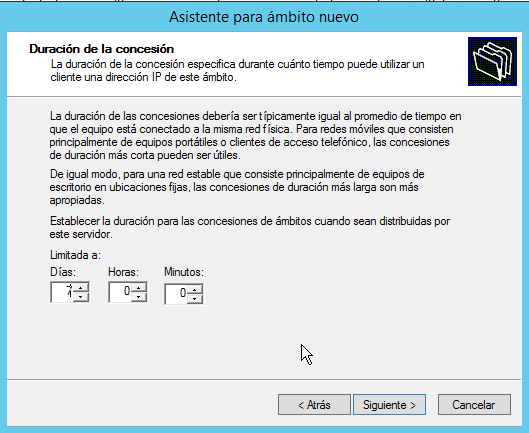 Asistente para ámbito nuevo
Duración de la concesión
La duración de la concesión especifica durante cuánto tiempo puede utilizar un
cliente una dirección IP de este ámbito.
La duración de las concesiones debería ser típicamente igual al promedio de tiempo en
que el equipo está conectado a la misma red física. Para redes móviles que consisten
principalmente de equipos portátiles o clientes de acceso telefónico, las concesiones
de duración más corta pueden ser útiles.
De igual modo, para una red estable que consiste principalmente de equipos de
escritorio en ubicaciones fijas, las concesiones de duración más larga son más
apropiadas.
Establecer la duración para las concesiones de ámbitos cuando sean distribuidas por
este servidor.
Limitada a:
Días: Horas: Minutos:
7 0 0
< Atrás Siguiente > Cancelar